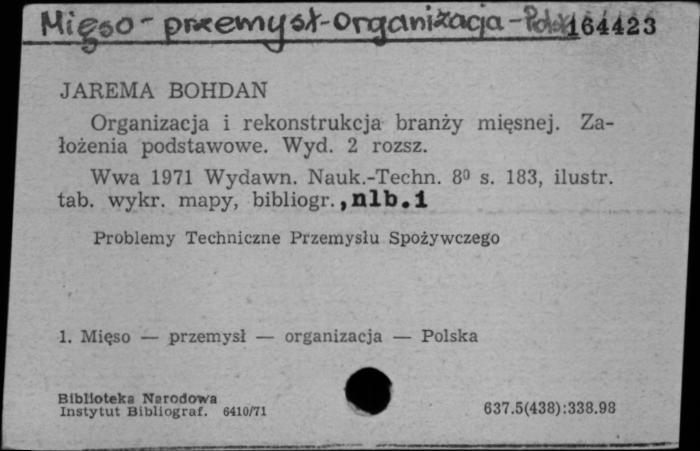 Mięso - przemysł - organizacja - Polska 164423
JAREMA BOHDAN
Organizacja i rekonstrukcja branży mięsnej. Za-
łożenia podstawowe. Wyd. 2 rozsz.
Wwa 1971 Wydawn. Nauk.-Techn. 8⁰ s. 183, ilustr.
tab. wykr. mapy, bibliogr., nlb.1
Problemy Techniczne Przemysłu Spożywczego
1. Mięso — przemysł — organizacja — Polska
Biblioteka Narodowa
Instytut Bibliograf. 6410/71
637.5(438):338.98